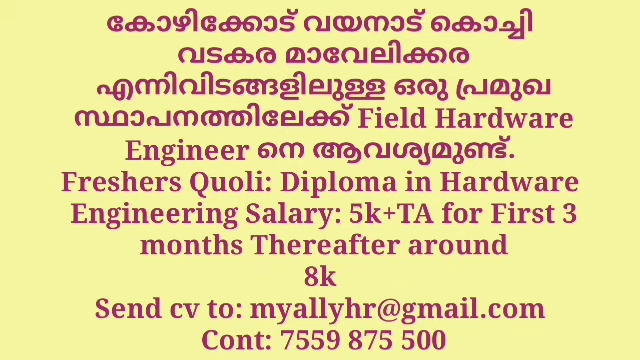 കോഴിക്കോട് വയനാട് കൊച്ചി
വടകര മാവേലിക്കര
എന്നിവിടങ്ങളിലുള്ള ഒരു പ്രമുഖ
സ്ഥാപനത്തിലേക്ക് Field Hardware
Engineer നെ ആവശ്യമുണ്ട്.
Freshers Quoli: Diploma in Hardware
Engineering Salary: 5k+TA for First 3
months Thereafter around
8k
Send cv to: myallyhr@gmail.com
Cont: 7559 875 500